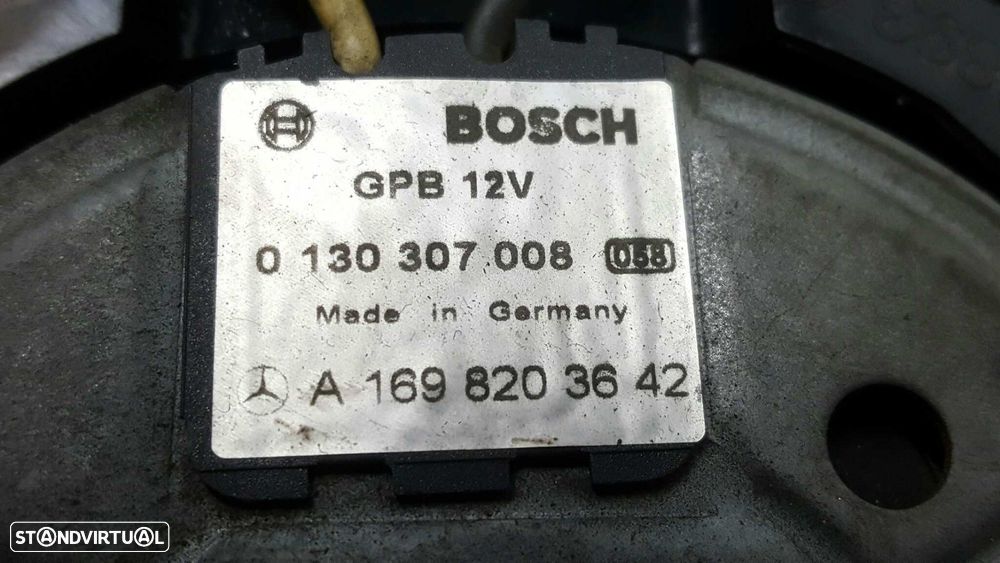 BOSCH
GPB 12V
0 130 307 008 058
Made in Germany
A 169 820 36 42
STANDVIRTUAL